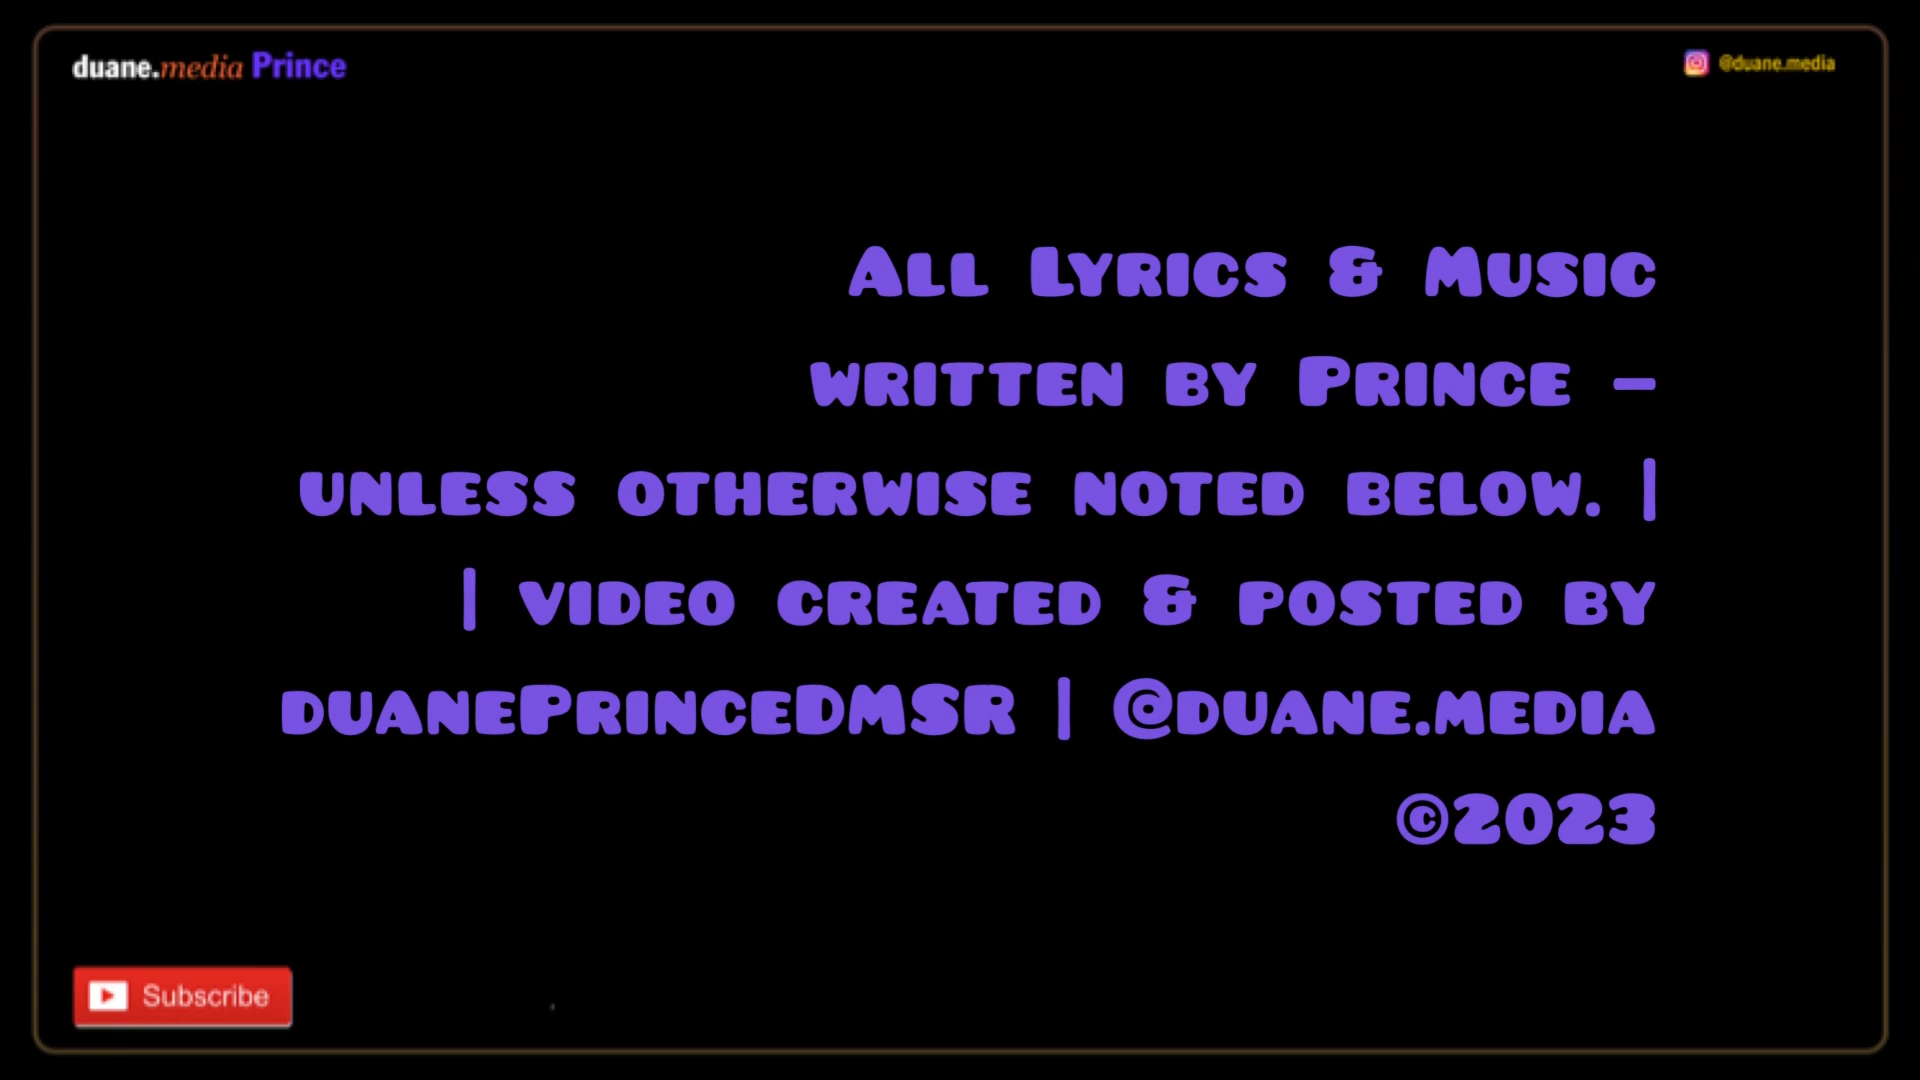 duane.media Prince
@duane.media
All Lyrics & Music
written by Prince –
unless otherwise noted below. |
| video created & posted by
duanePrinceDMSR | @duane.media
©2023
Subscribe